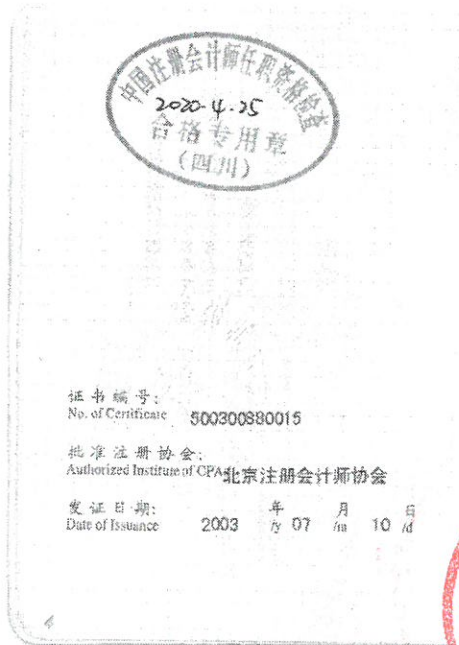 中国注册会计师任职资格检查
2020.4.25
合格专用章
(四川)
证书编号:
No. of Certificate 500300880015
批准注册协会:
Authorized Institute of CPAs 北京注册会计师协会
发证日期: 年 月 日
Date of Issuance 2003 /y 07 /m 10 /d